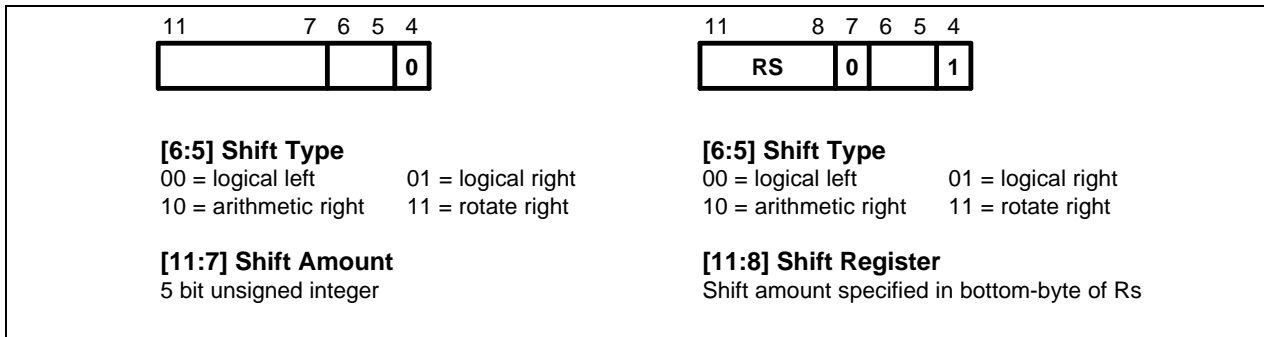 11 7 6 5 4
0
[6:5] Shift Type
00 = logical left 01 = logical right
10 = arithmetic right 11 = rotate right
[11:7] Shift Amount
5 bit unsigned integer
11 8 7 6 5 4
RS 0 1
[6:5] Shift Type
00 = logical left 01 = logical right
10 = arithmetic right 11 = rotate right
[11:8] Shift Register
Shift amount specified in bottom-byte of Rs